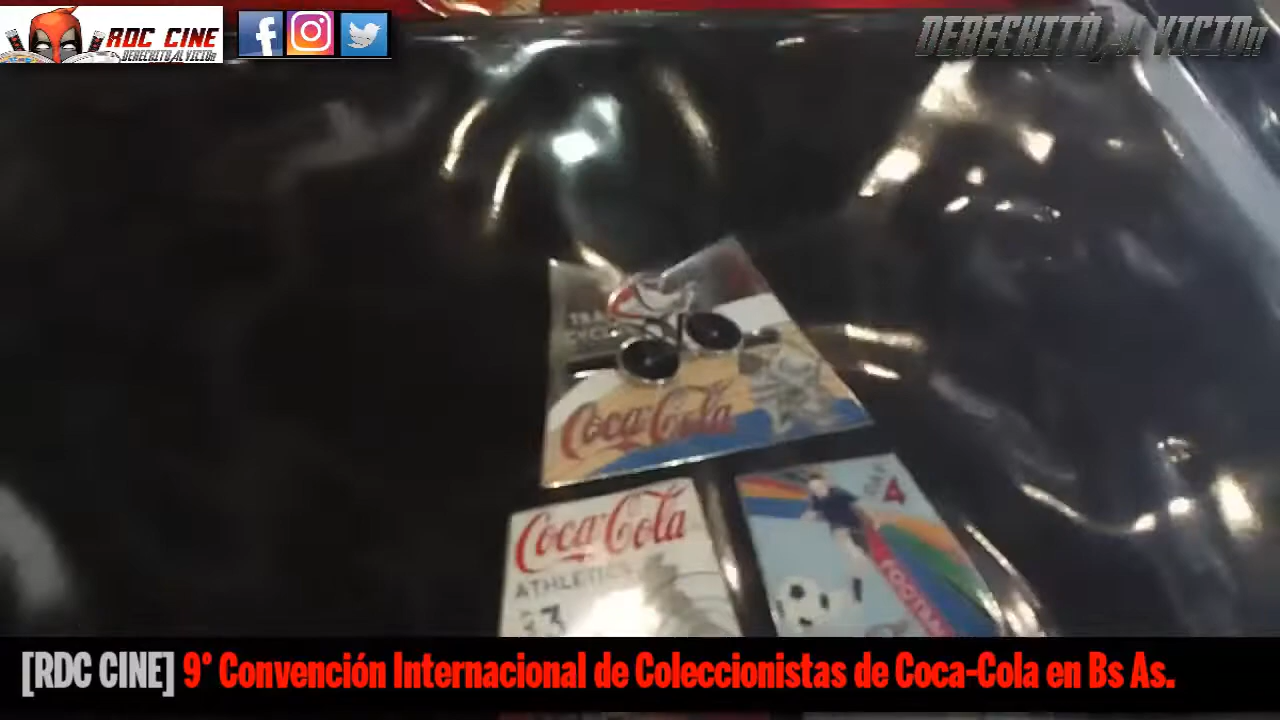 RDC CINE
DERECHITO AL VICIO!!
DERECHITO AL VICIO!!
Coca-Cola
Coca-Cola
ATHLETICS
4
FOOTBALL
[RDC CINE] 9° Convención Internacional de Coleccionistas de Coca-Cola en Bs As.